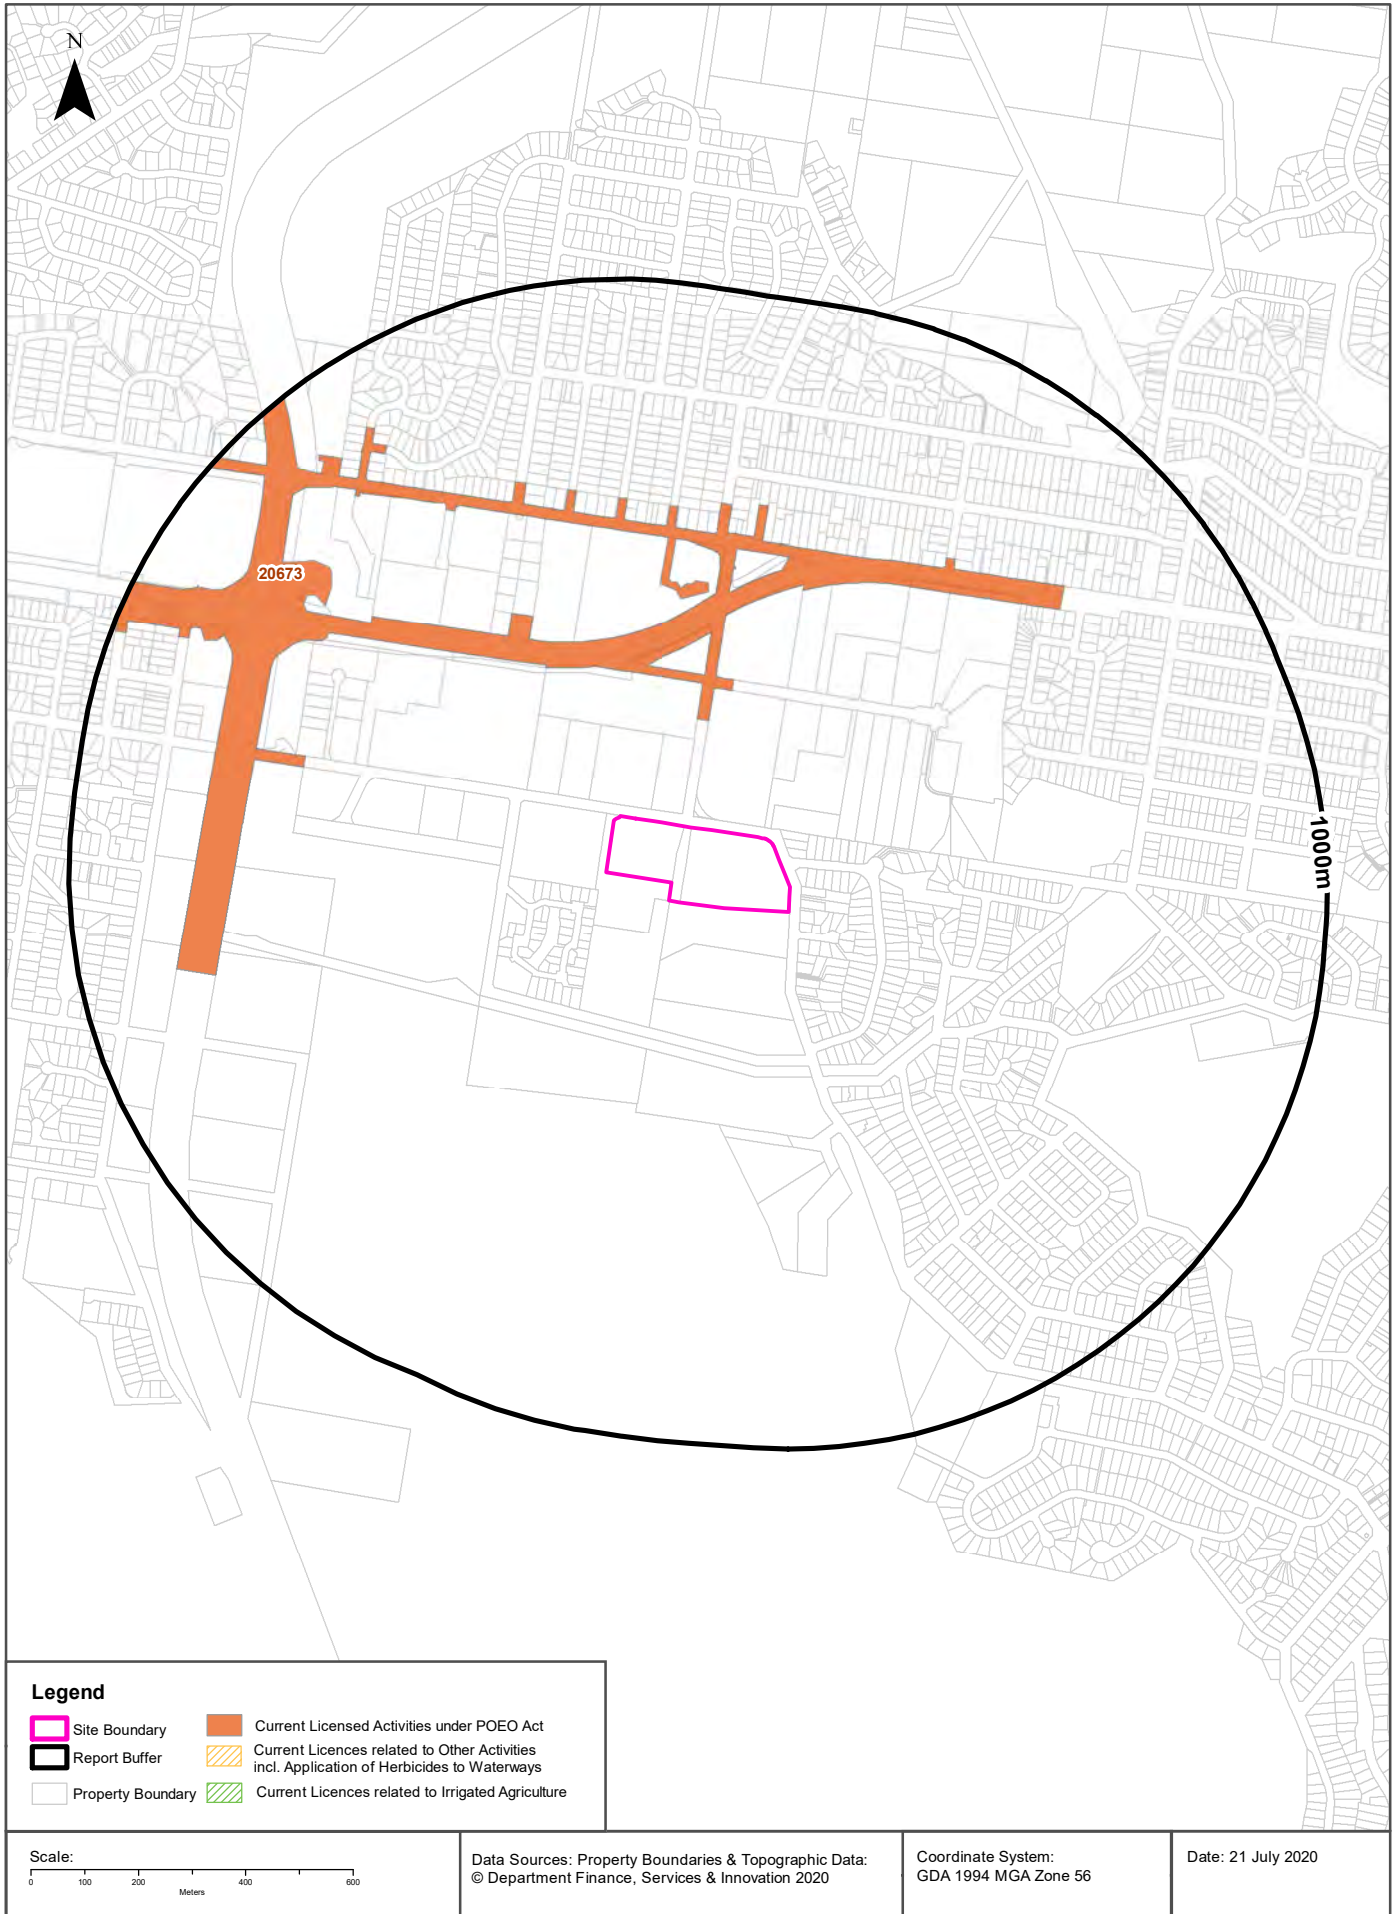 N
20673
1000m
Legend
Site Boundary
Report Buffer
Property Boundary
Current Licensed Activities under POEO Act
Current Licences related to Other Activities
incl. Application of Herbicides to Waterways
Current Licences related to Irrigated Agriculture
Scale:
0 100 200 400 600
Meters
Data Sources: Property Boundaries & Topographic Data:
© Department Finance, Services & Innovation 2020
Coordinate System:
GDA 1994 MGA Zone 56
Date: 21 July 2020